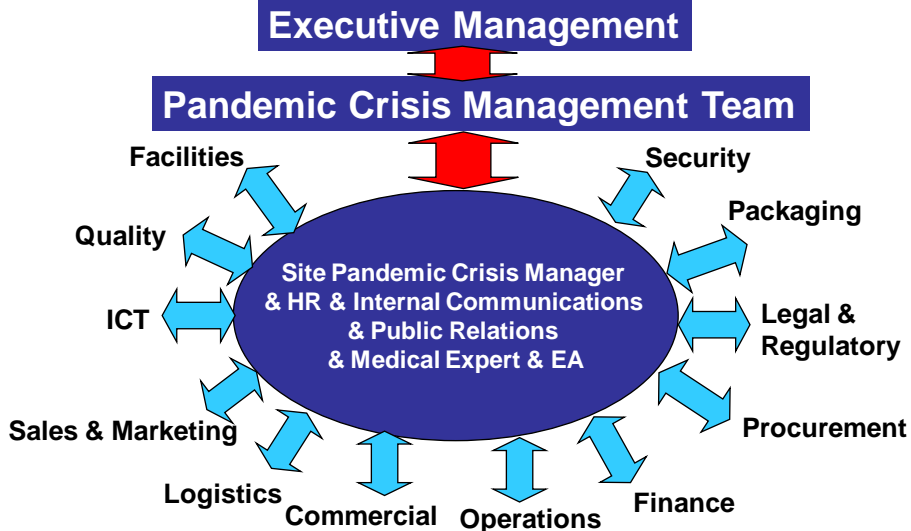 Executive Management
Pandemic Crisis Management Team
Facilities
Security
Packaging
Quality
Site Pandemic Crisis Manager
& HR & Internal Communications
& Public Relations
& Medical Expert & EA
ICT
Legal &
Regulatory
Sales & Marketing
Procurement
Logistics
Commercial
Operations
Finance